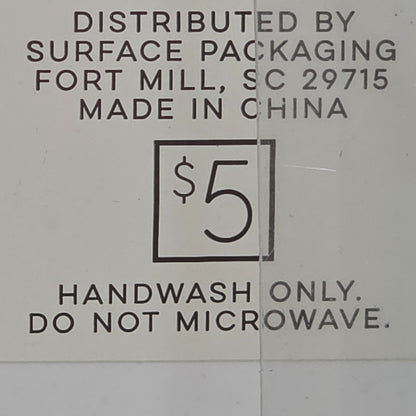 DISTRIBUTED BY
SURFACE PACKAGING
FORT MILL, SC 29715
MADE IN CHINA
$5
HANDWASH ONLY.
DO NOT MICROWAVE.